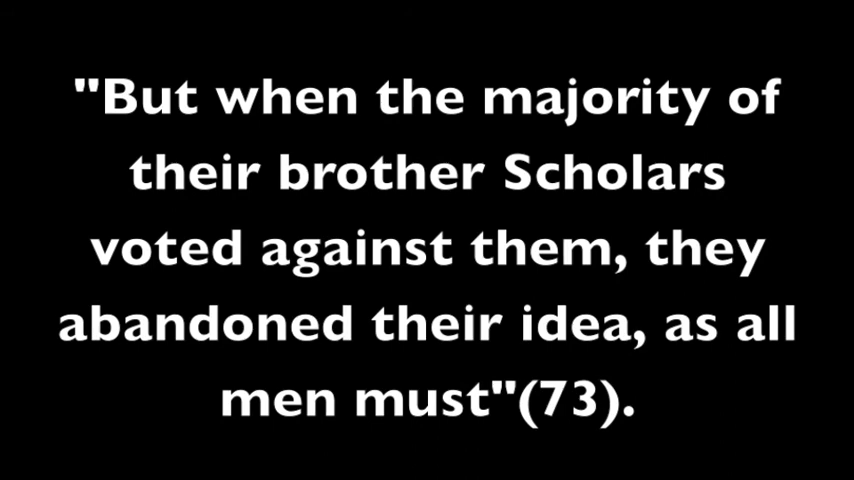 "But when the majority of
their brother Scholars
voted against them, they
abandoned their idea, as all
men must"(73).